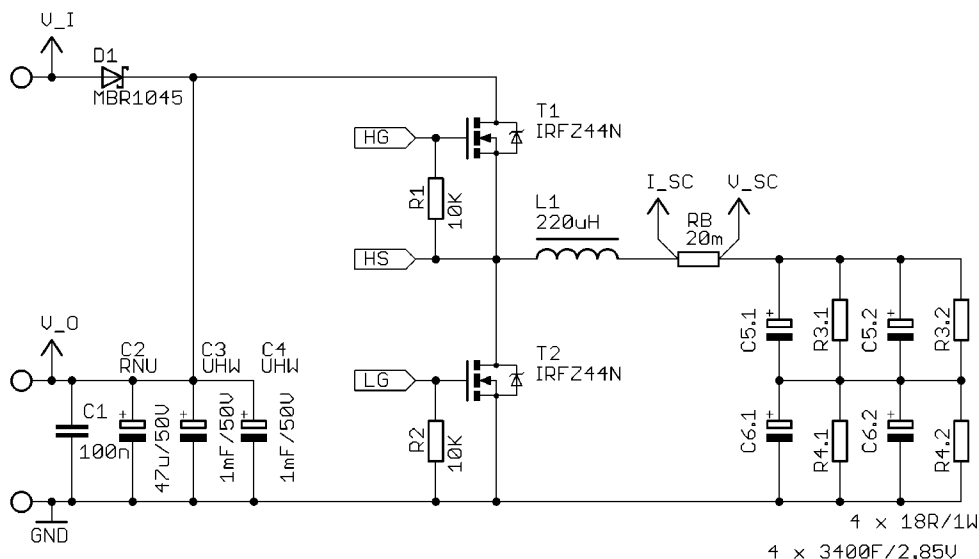 V_I
D1
MBR1045
T1
IRFZ44N
HG
R1
10K
I_SC
V_SC
L1
220uH
RB
20m
HS
V_O
C2
RNU
C3
UHW
C4
UHW
C5.1
R3.1
C5.2
R3.2
T2
IRFZ44N
LG
C1
100n
47u/50V
1mF/50V
1mF/50V
R2
10K
C6.1
R4.1
C6.2
R4.2
GND
4 x 18R/1W
4 x 3400F/2.85V